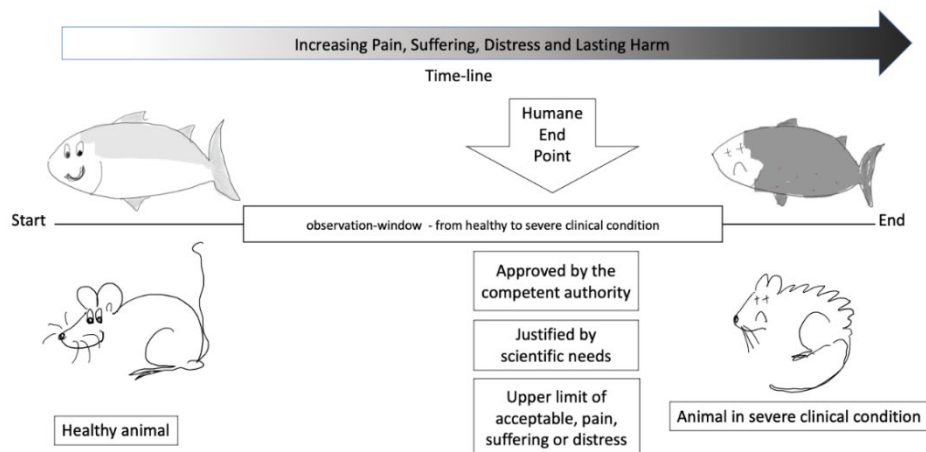 Increasing Pain, Suffering, Distress and Lasting Harm
Time-line
Humane
End
Point
Start
observation-window - from healthy to severe clinical condition
End
Approved by the
competent authority
Justified by
scientific needs
Upper limit of
acceptable, pain,
suffering or distress
Healthy animal
Animal in severe clinical condition